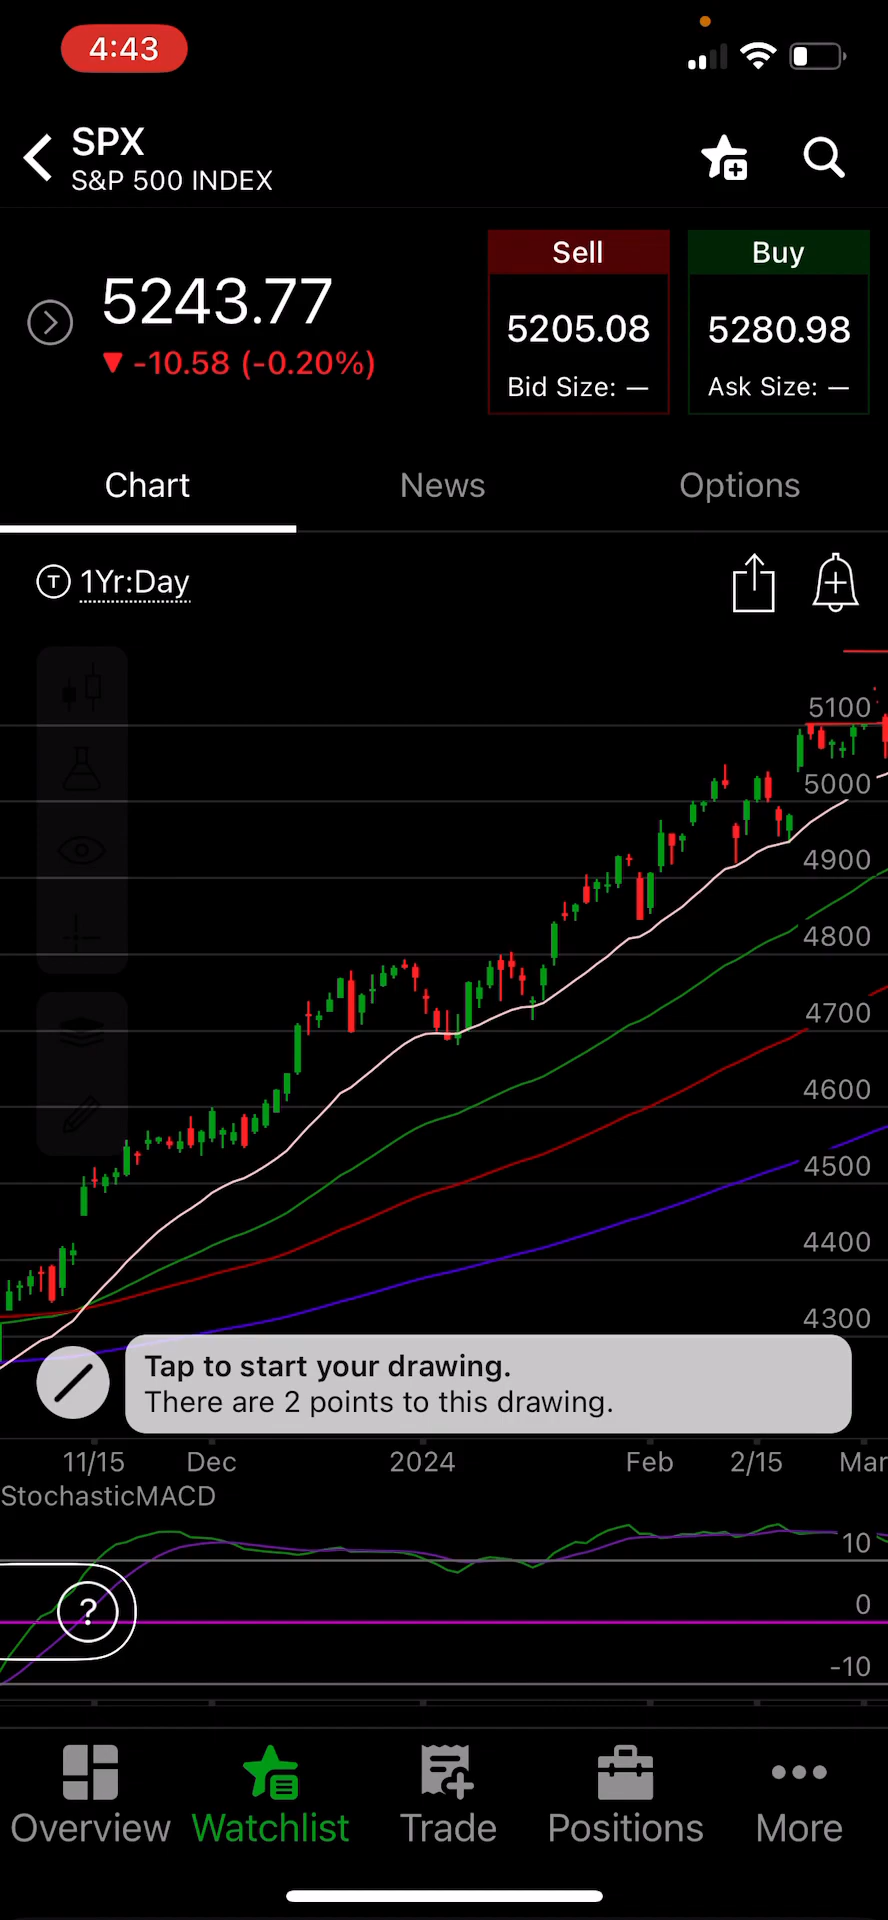 4:43
SPX
S&P 500 INDEX
5243.77
▼ -10.58 (-0.20%)
Sell
5205.08
Bid Size: —
Buy
5280.98
Ask Size: —
Chart
News
Options
T 1Yr:Day
5100
5000
4900
4800
4700
4600
4500
4400
4300
Tap to start your drawing.
There are 2 points to this drawing.
11/15
Dec
2024
Feb
2/15
Mar
StochasticMACD
10
0
-10
?
Overview
Watchlist
Trade
Positions
More